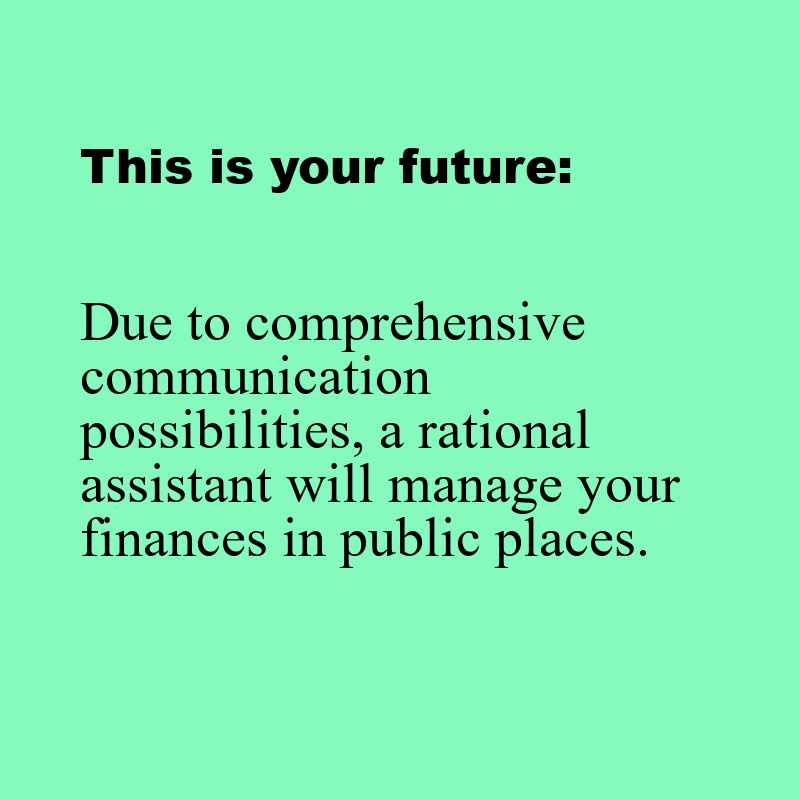 This is your future:
Due to comprehensive
communication
possibilities, a rational
assistant will manage your
finances in public places.